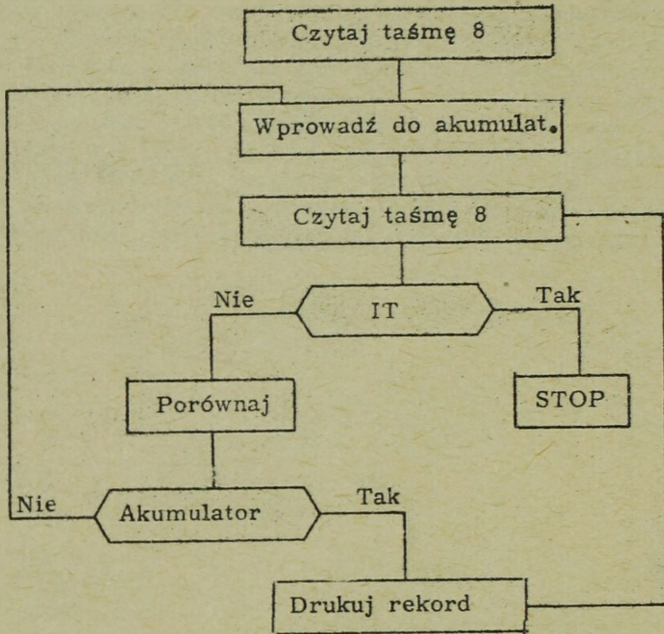 Czytaj taśmę 8
Wprowadź do akumulat.
Czytaj taśmę 8
Nie
IT
Tak
Porównaj
STOP
Nie
Akumulator
Tak
Drukuj rekord